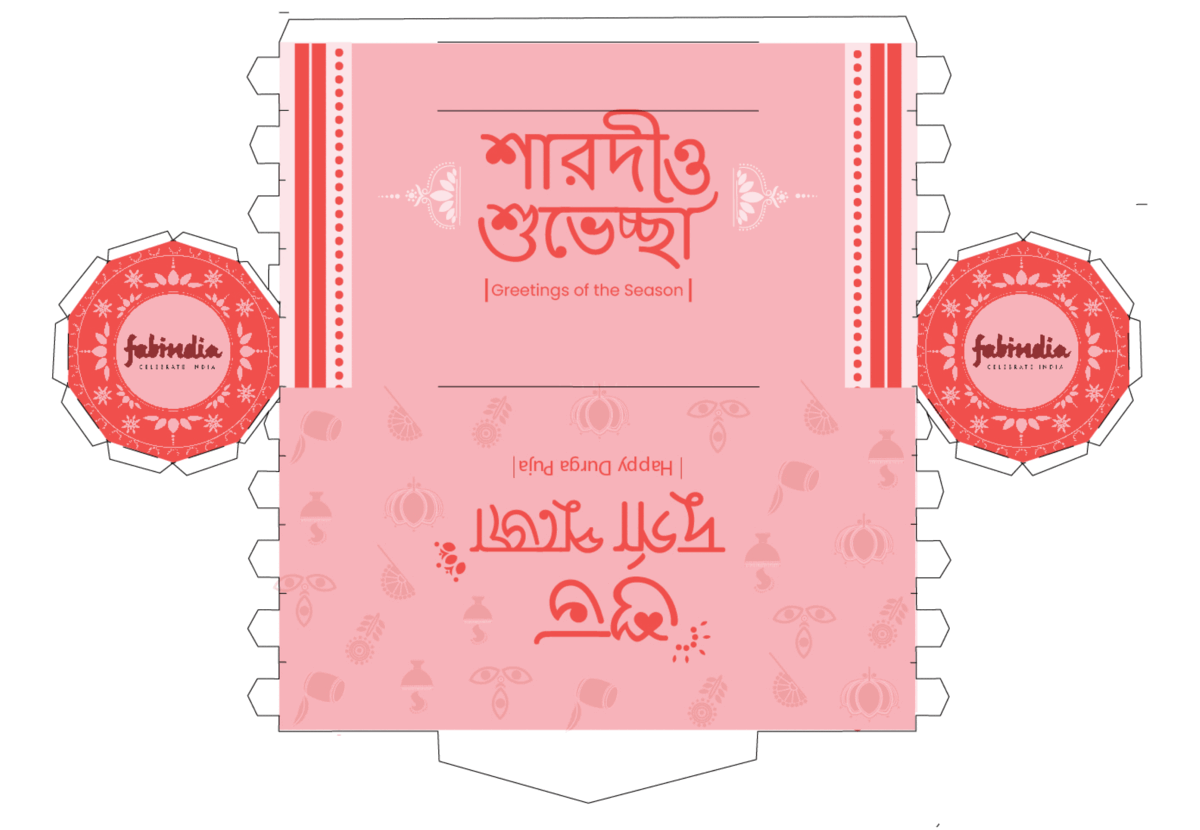 শারদীও
শুভেচ্ছা
|Greetings of the Season|
fabindia
CELEBRATE INDIA
fabindia
CELEBRATE INDIA
শুভ
দুর্গা পুজো
|Happy Durga Puja|